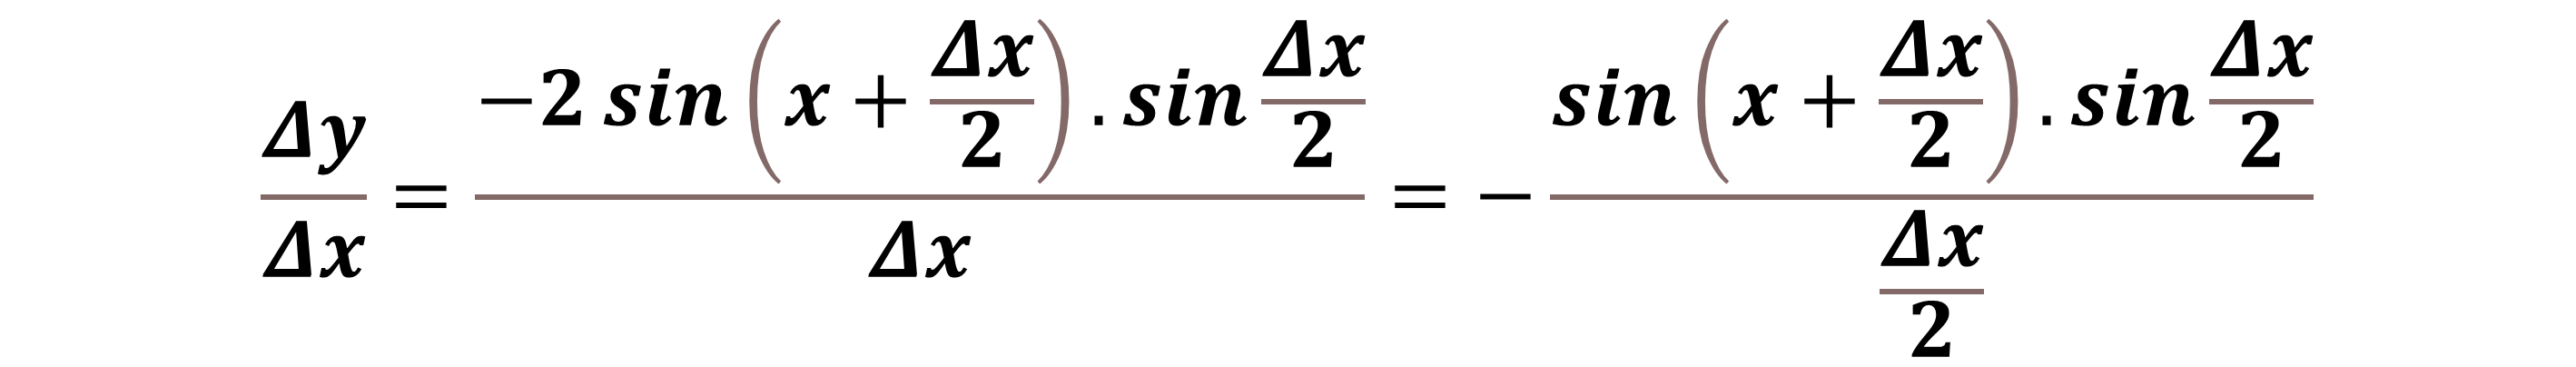 Δy/Δx = (−2 sin(x + Δx/2) . sin Δx/2)/Δx = − (sin(x + Δx/2) . sin Δx/2)/(Δx/2)